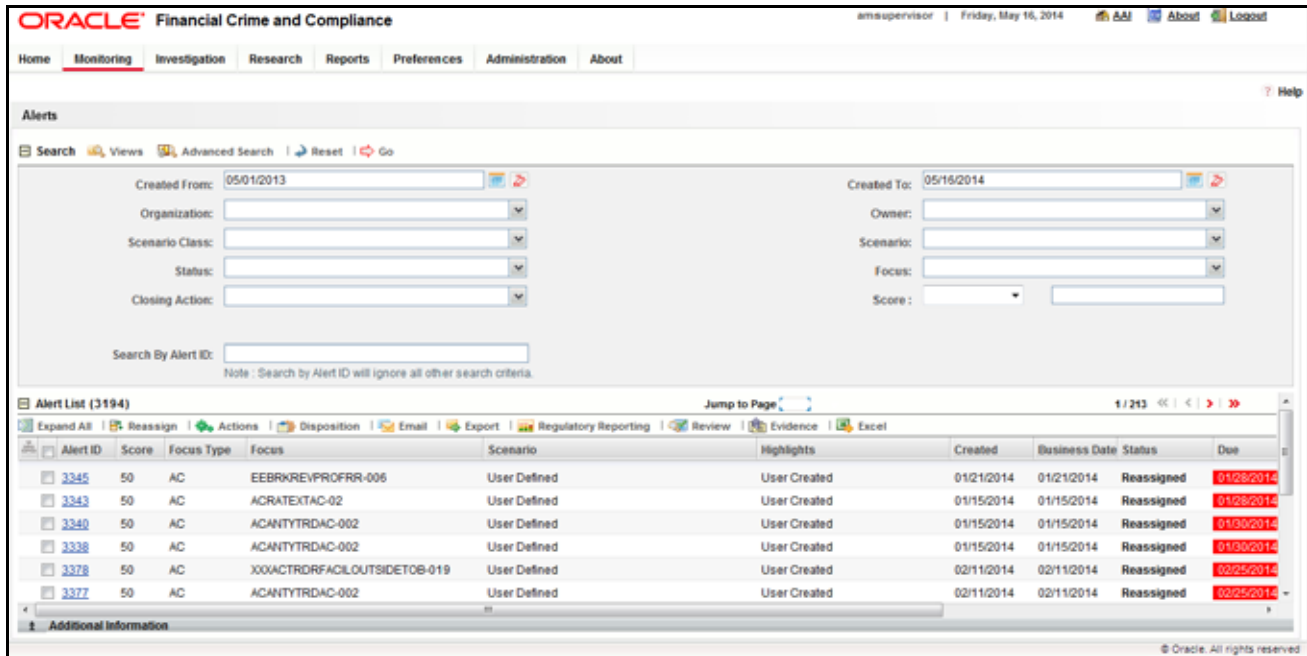 ORACLE® Financial Crime and Compliance
amsupervisor | Friday, May 16, 2014 AAI About Logout
Home Monitoring Investigation Research Reports Preferences Administration About
? Help
Alerts
Search Views Advanced Search | Reset | Go
Created From: 05/01/2013 Created To: 05/16/2014
Organization: Owner:
Scenario Class: Scenario:
Status: Focus:
Closing Action: Score :
Search By Alert ID:
Note : Search by Alert ID will ignore all other search criteria.
Alert List (3194) Jump to Page 1 / 213
Expand All | Reassign | Actions | Disposition | Email | Export | Regulatory Reporting | Review | Evidence | Excel
Alert ID Score Focus Type Focus Scenario Highlights Created Business Date Status Due
3345 50 AC EEBRKREVPROFRR-006 User Defined User Created 01/21/2014 01/21/2014 Reassigned 01/28/2014
3343 50 AC ACRATEXTAC-02 User Defined User Created 01/15/2014 01/15/2014 Reassigned 01/28/2014
3340 50 AC ACANTYTRDAC-002 User Defined User Created 01/15/2014 01/15/2014 Reassigned 01/30/2014
3338 50 AC ACANTYTRDAC-002 User Defined User Created 01/15/2014 01/15/2014 Reassigned 01/30/2014
3378 50 AC XXXACTRDRFACILOUTSIDETOB-019 User Defined User Created 02/11/2014 02/11/2014 Reassigned 02/25/2014
3377 50 AC ACANTYTRDAC-002 User Defined User Created 02/11/2014 02/11/2014 Reassigned 02/25/2014
Additional Information
© Oracle. All rights reserved